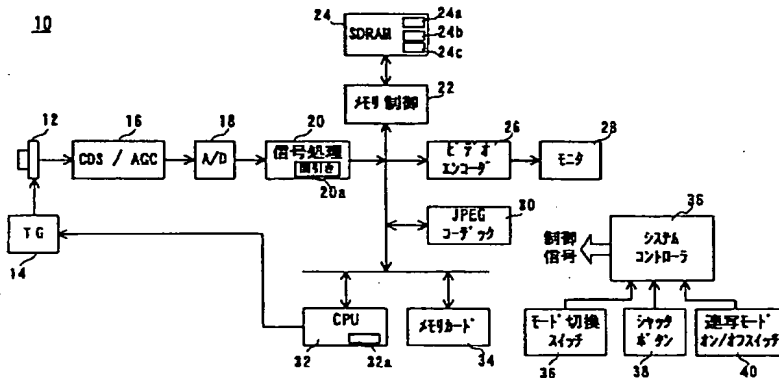 10
24
SDRAM
24a
24b
24c
22
メモリ制御
12
16
CDS / AGC
18
A/D
20
信号処理
間引き
20a
26
ビデオ
エンコーダ
28
モニタ
TG
14
JPEG
コーデック
30
36
システム
コントローラ
制御
信号
CPU
32
32a
メモリカード
34
モード切換
スイッチ
36
シャッタ
ボタン
38
連写モード
オン/オフスイッチ
40